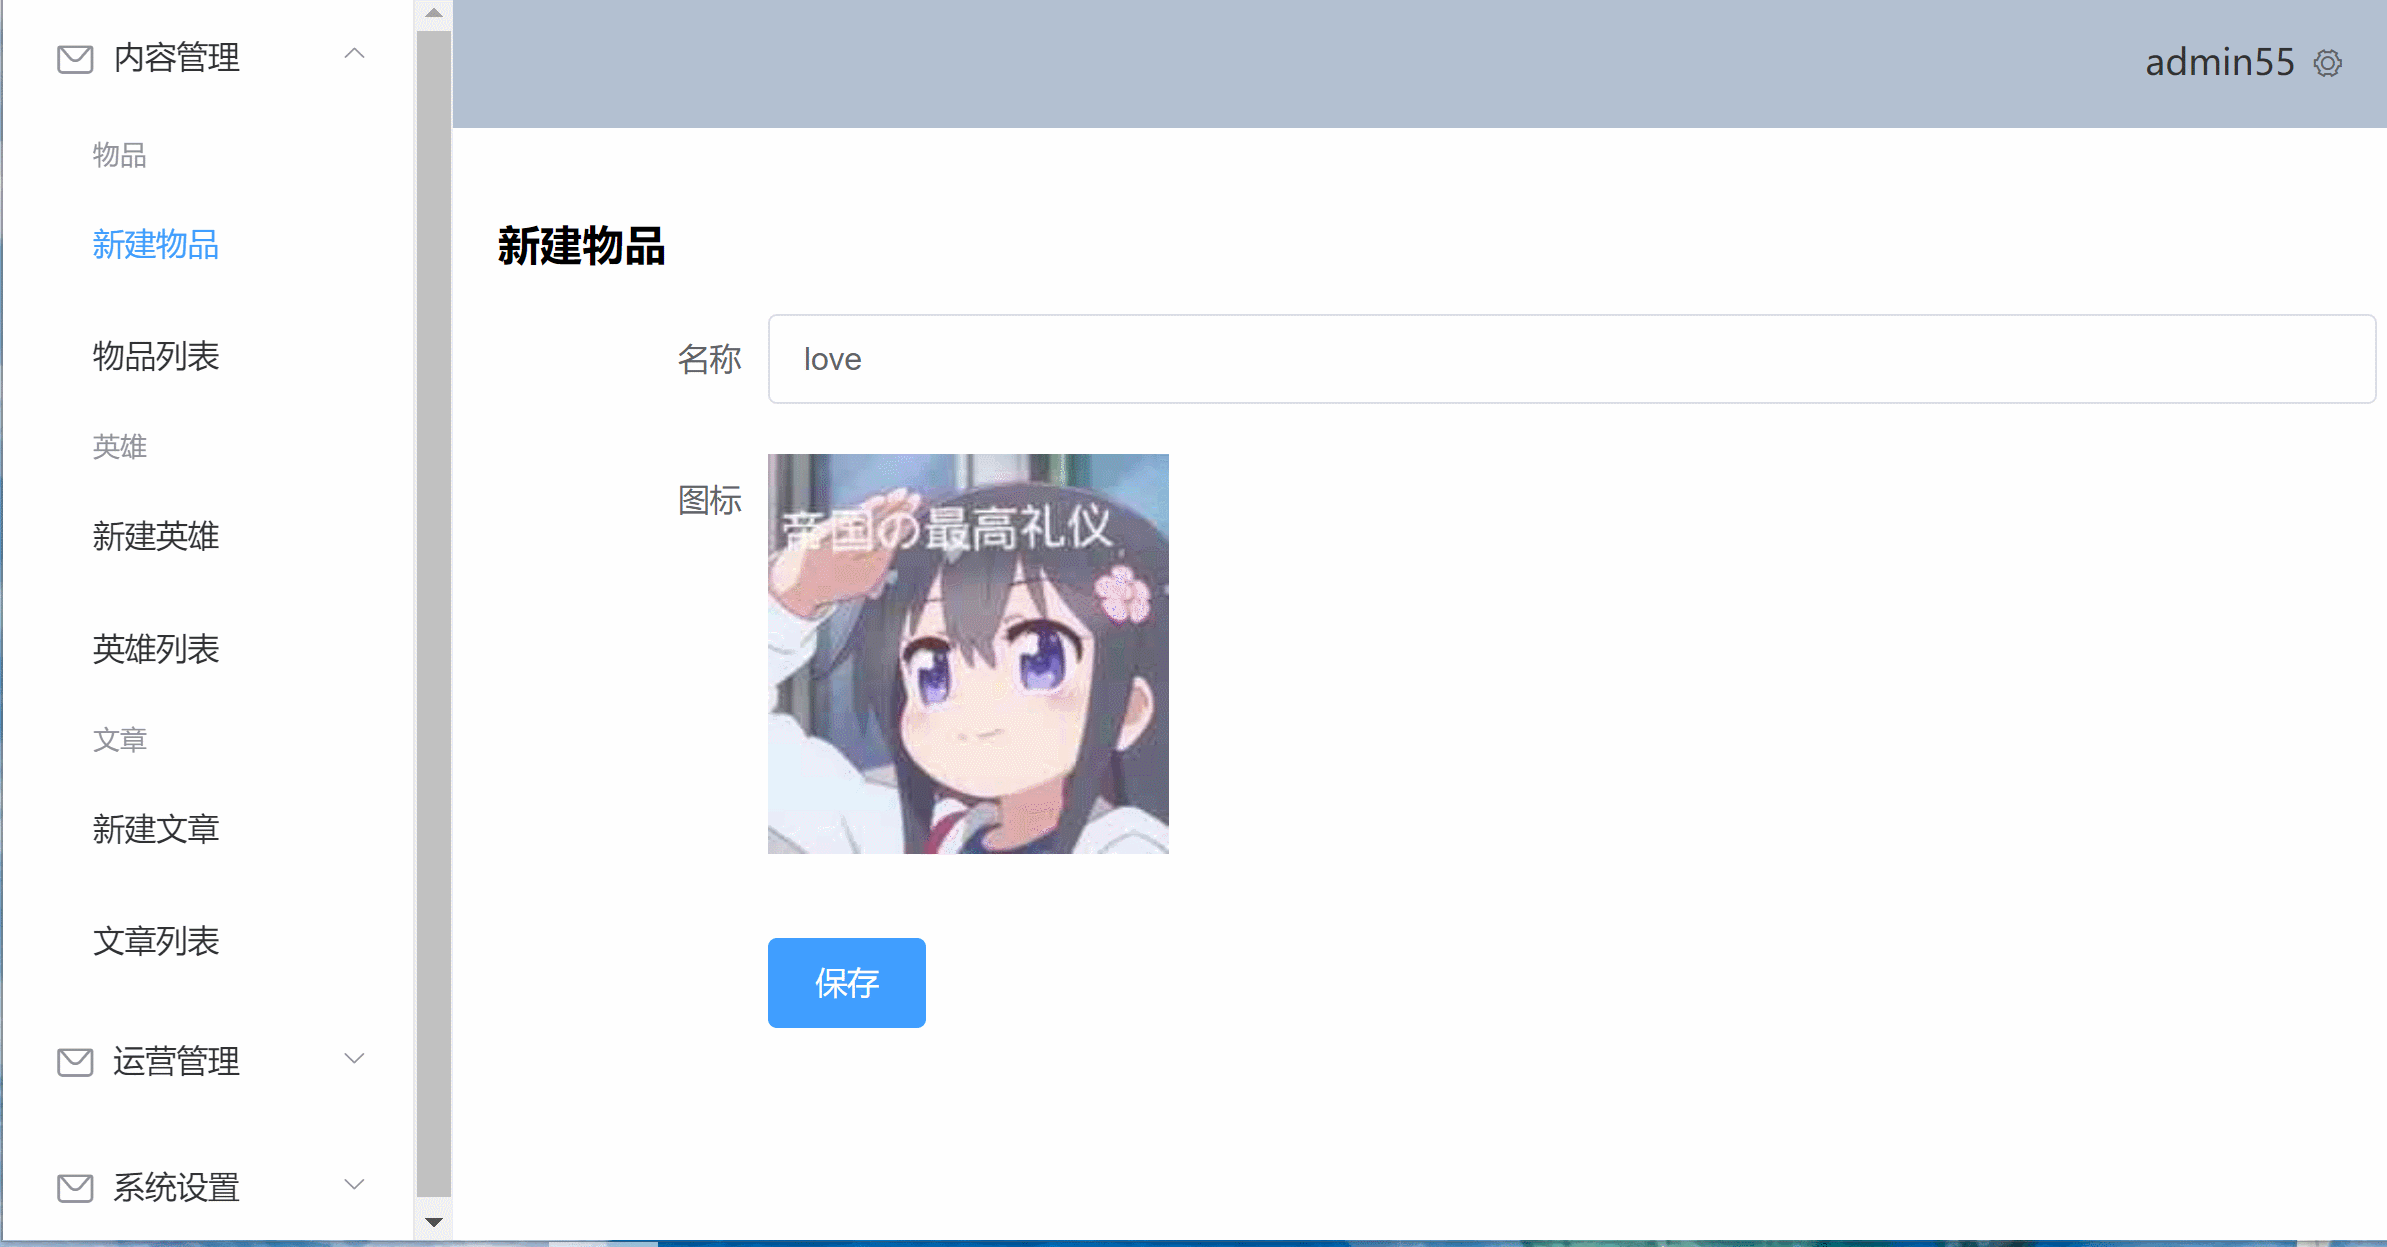 内容管理
物品
新建物品
物品列表
英雄
新建英雄
英雄列表
文章
新建文章
文章列表
运营管理
系统设置
admin55
新建物品
名称
love
图标
帝国の最高礼仪
保存